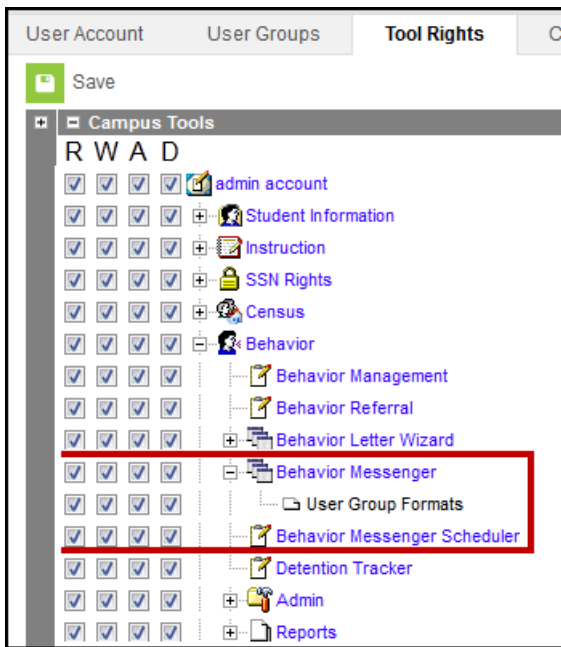 User Account User Groups Tool Rights
Save
Campus Tools
R W A D
admin account
Student Information
Instruction
SSN Rights
Census
Behavior
Behavior Management
Behavior Referral
Behavior Letter Wizard
Behavior Messenger
User Group Formats
Behavior Messenger Scheduler
Detention Tracker
Admin
Reports